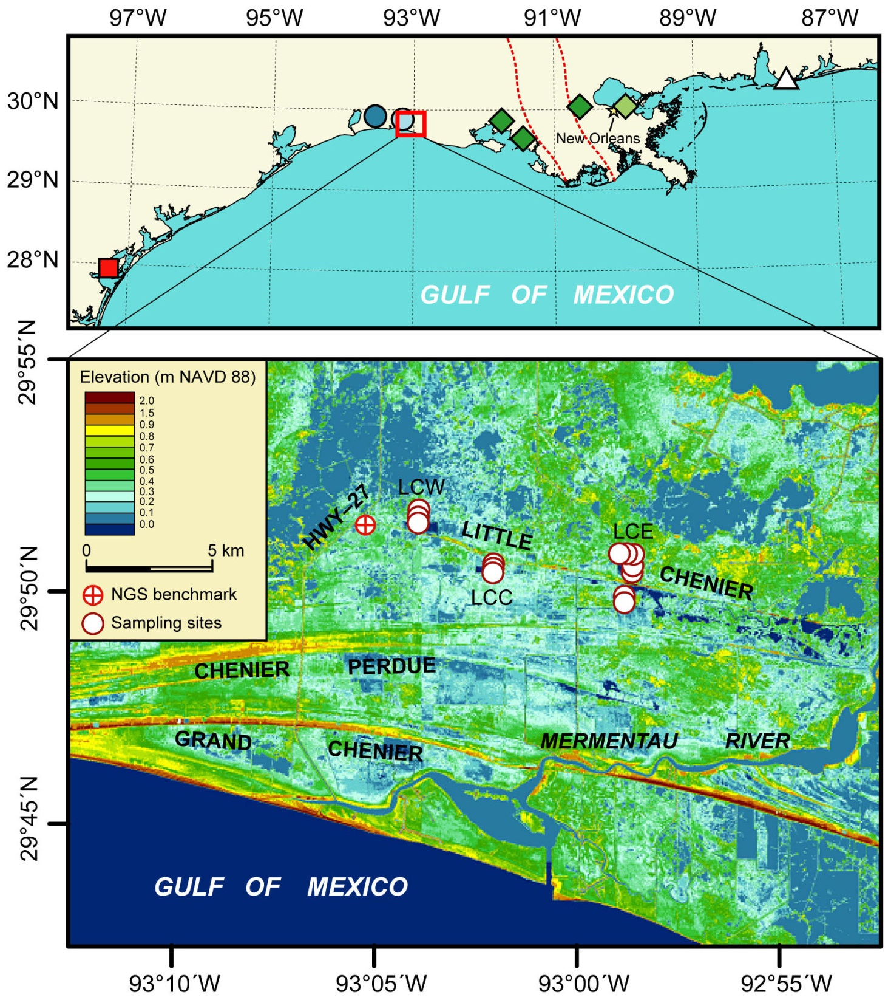 97°W 95°W 93°W 91°W 89°W 87°W
30°N
29°N
28°N
New Orleans
GULF OF MEXICO
29°55´N
29°50´N
29°45´N
Elevation (m NAVD 88)
2.0
1.5
0.9
0.8
0.7
0.6
0.5
0.4
0.3
0.2
0.1
0.0
0 5 km
NGS benchmark
Sampling sites
HWY–27
LCW
LITTLE
LCE
CHENIER
LCC
CHENIER PERDUE
GRAND CHENIER
MERMENTAU RIVER
GULF OF MEXICO
93°10´W 93°05´W 93°00´W 92°55´W